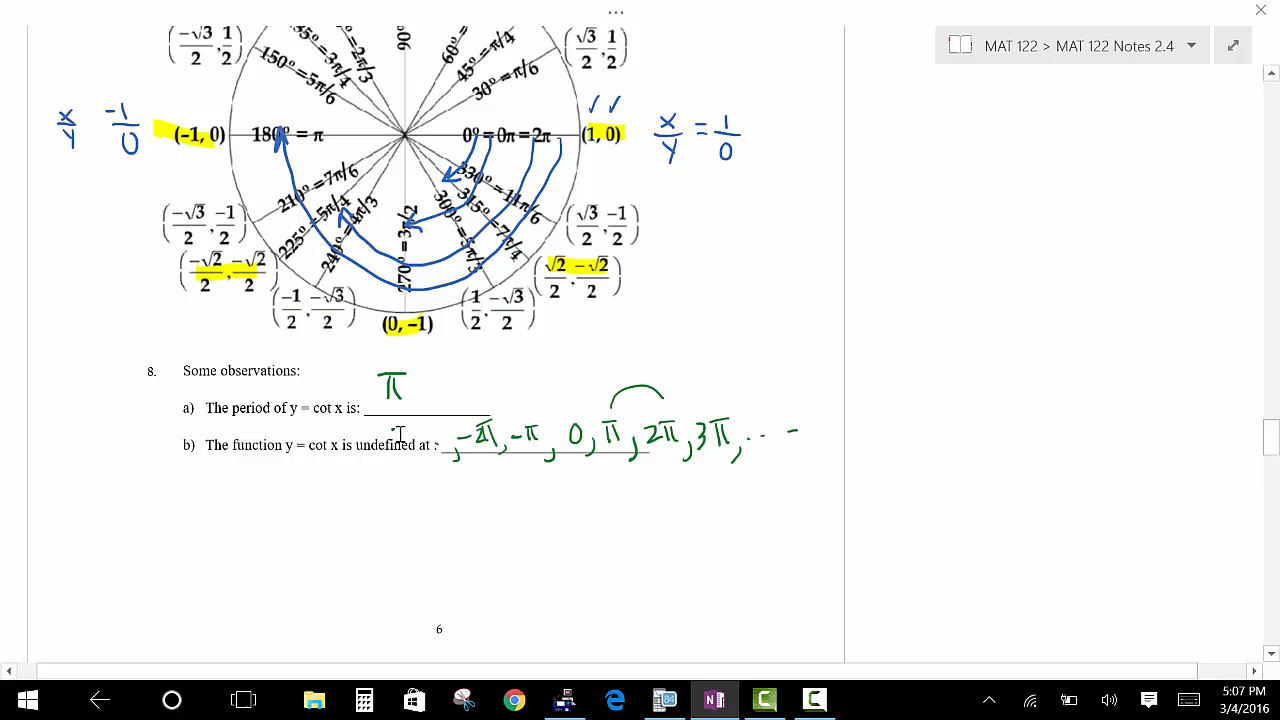 ...
MAT 122 > MAT 122 Notes 2.4
(-√3/2, 1/2)
90°
(√3/2, 1/2)
150° = 5π/6
3π/4
2π/3
60° =
45° = π/4
30° = π/6
x/y -1/0 (-1, 0) 180° = π 0° = 0π = 2π (1, 0) x/y = 1/0
210° = 7π/6
330° = 11π/6
(-√3/2, -1/2)
225° = 5π/4
315° = 7π/4
(√3/2, -1/2)
(-√2/2, -√2/2)
240° = 4π/3
270° = 3π/2
300° = 5π/3
(√2/2, -√2/2)
(-1/2, -√3/2)
(0, -1)
(1/2, -√3/2)
8. Some observations:
a) The period of y = cot x is: π
b) The function y = cot x is undefined at : , -2π, -π, 0, π, 2π, 3π, ...
6
5:07 PM
3/4/2016